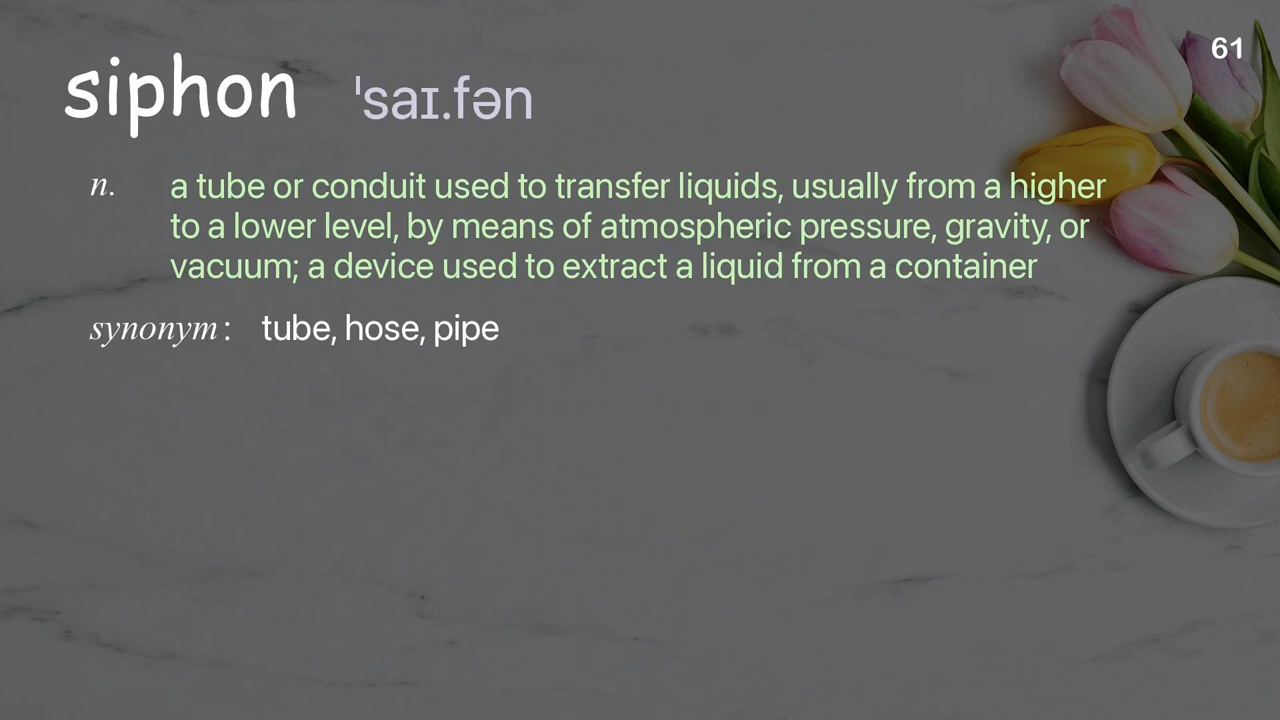 61
siphon ˈsaɪ.fən
n. a tube or conduit used to transfer liquids, usually from a higher
to a lower level, by means of atmospheric pressure, gravity, or
vacuum; a device used to extract a liquid from a container
synonym: tube, hose, pipe